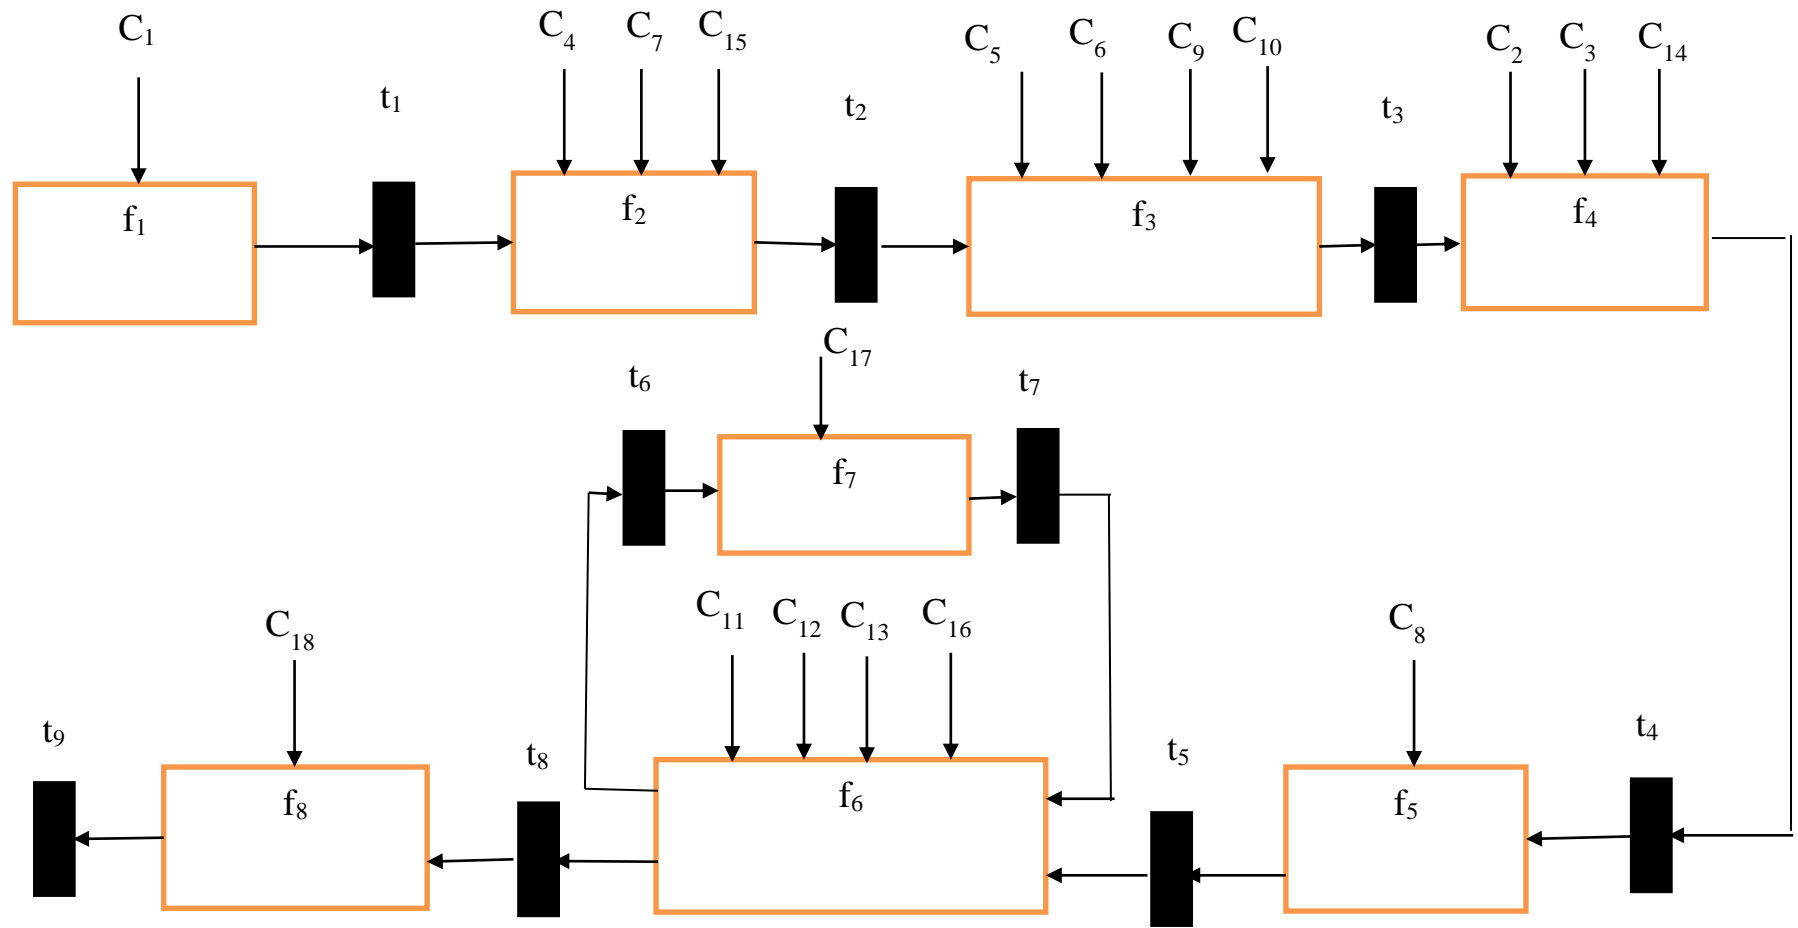 C₁ C₄ C₇ C₁₅ C₅ C₆ C₉ C₁₀ C₂ C₃ C₁₄
t₁ t₂ t₃
f₁ f₂ f₃ f₄
C₁₇
t₆ t₇
f₇
C₁₁ C₁₂ C₁₃ C₁₆
C₁₈ C₈
t₉ t₈ t₅ t₄
f₈ f₆ f₅